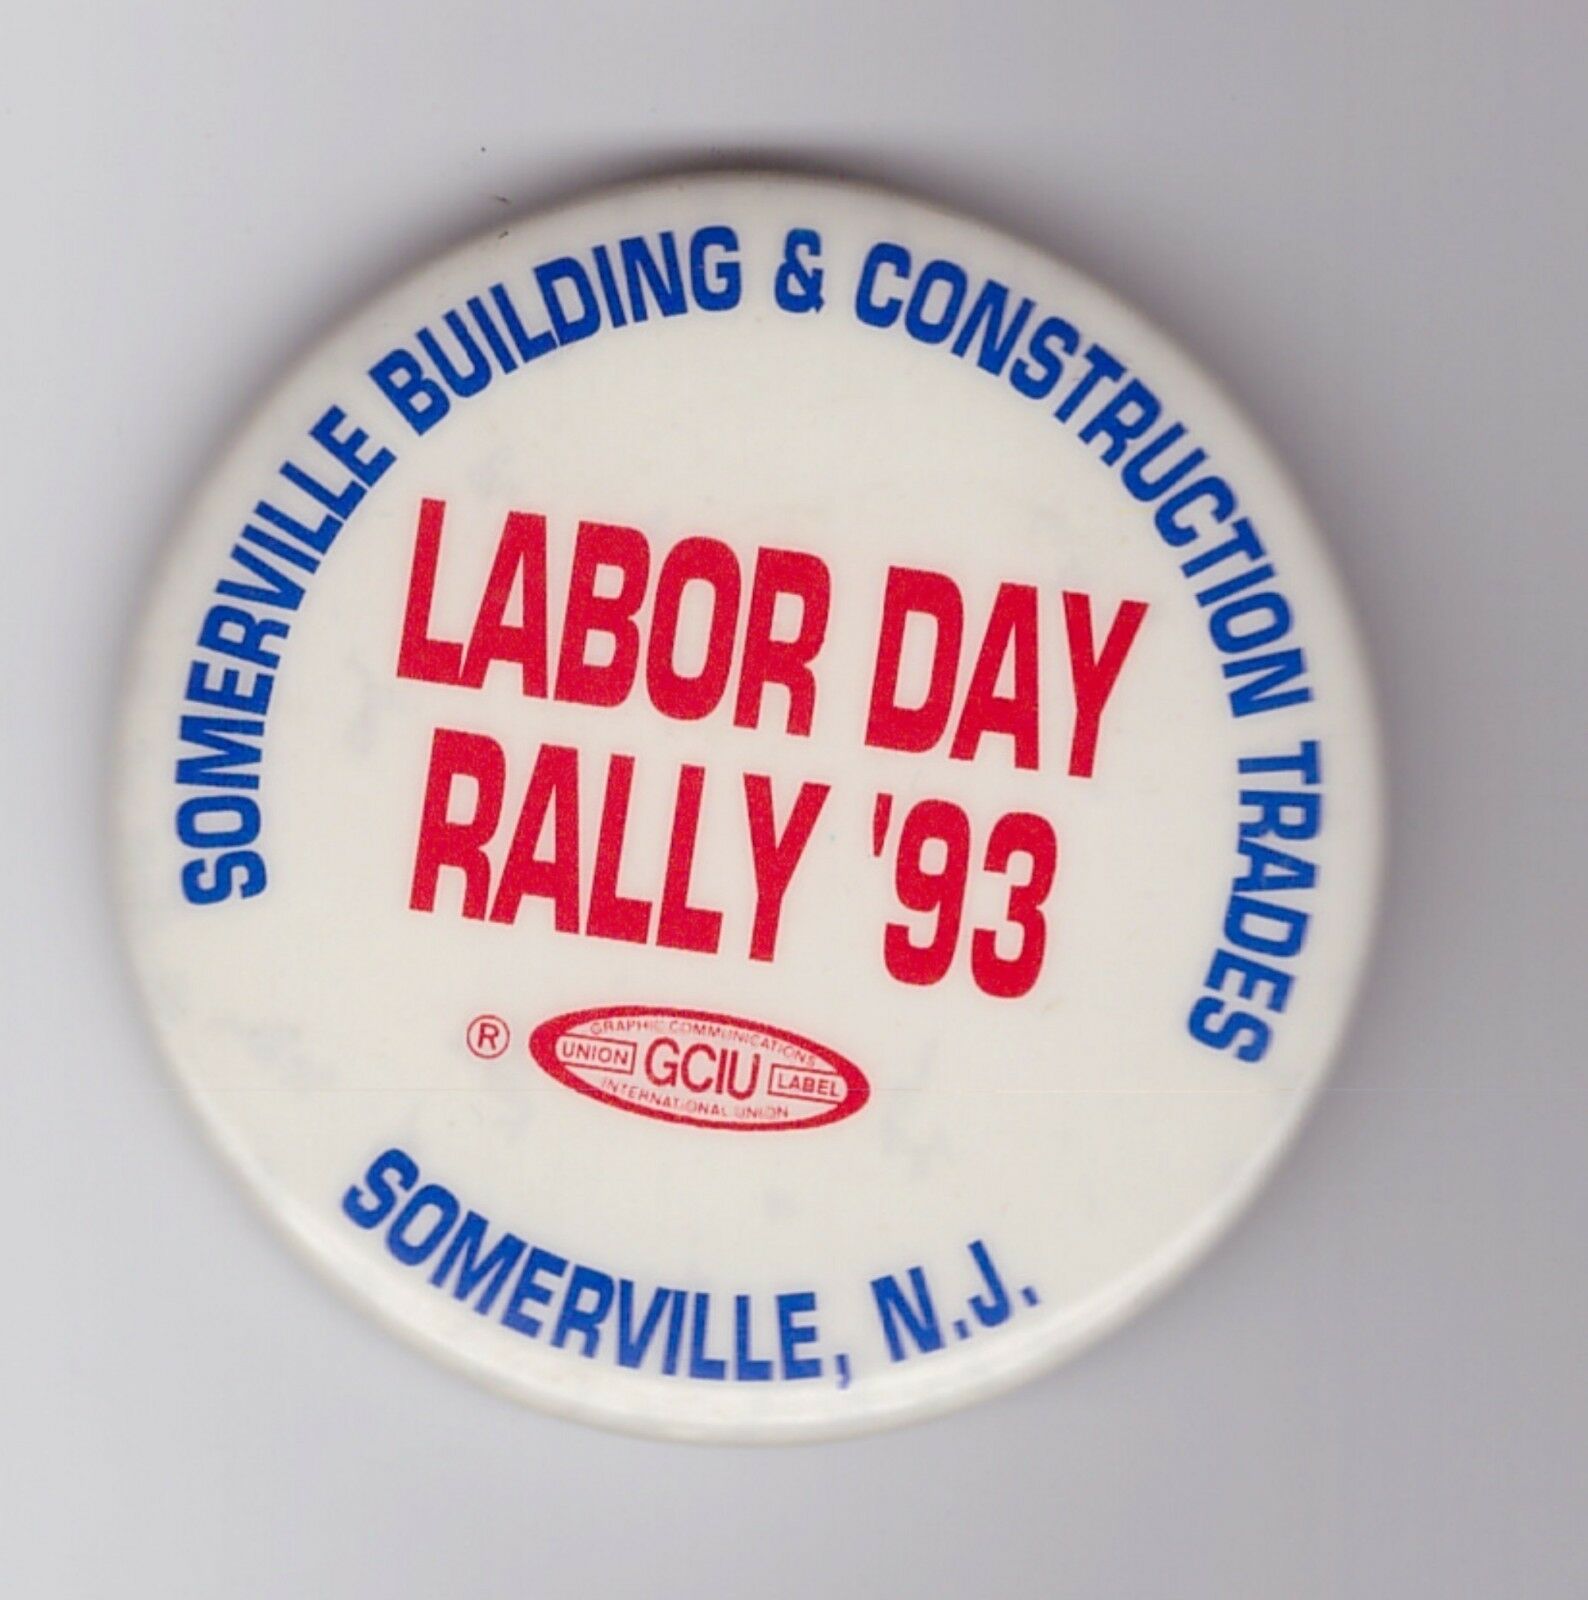 SOMERVILLE BUILDING & CONSTRUCTION TRADES
LABOR DAY
RALLY '93
®
GRAPHIC COMMUNICATIONS
UNION GCIU LABEL
INTERNATIONAL UNION
SOMERVILLE, N.J.